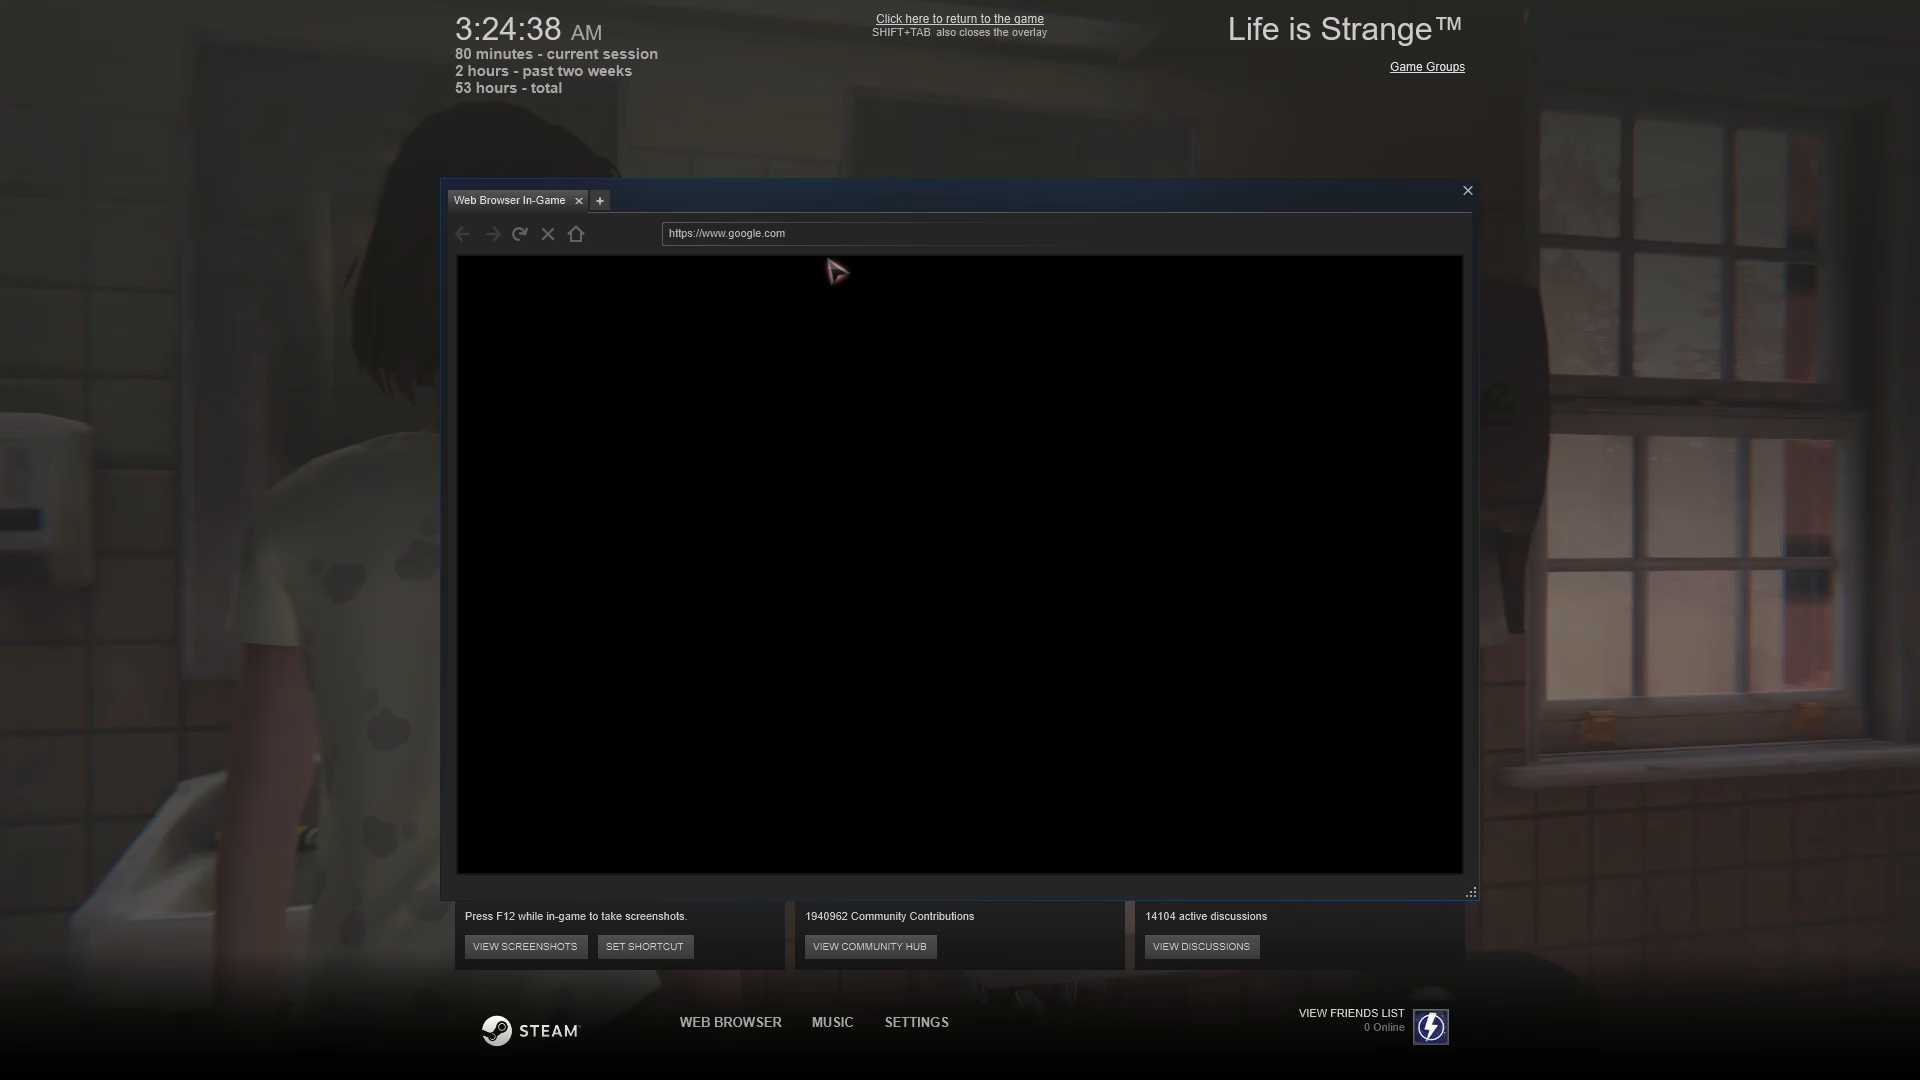 3:24:38 AM
80 minutes - current session
2 hours - past two weeks
53 hours - total
Click here to return to the game
SHIFT+TAB also closes the overlay
Life is Strange™
Game Groups
Web Browser In-Game
https://www.google.com
Press F12 while in-game to take screenshots.
VIEW SCREENSHOTS
SET SHORTCUT
1940962 Community Contributions
VIEW COMMUNITY HUB
14104 active discussions
VIEW DISCUSSIONS
STEAM
WEB BROWSER
MUSIC
SETTINGS
VIEW FRIENDS LIST
0 Online